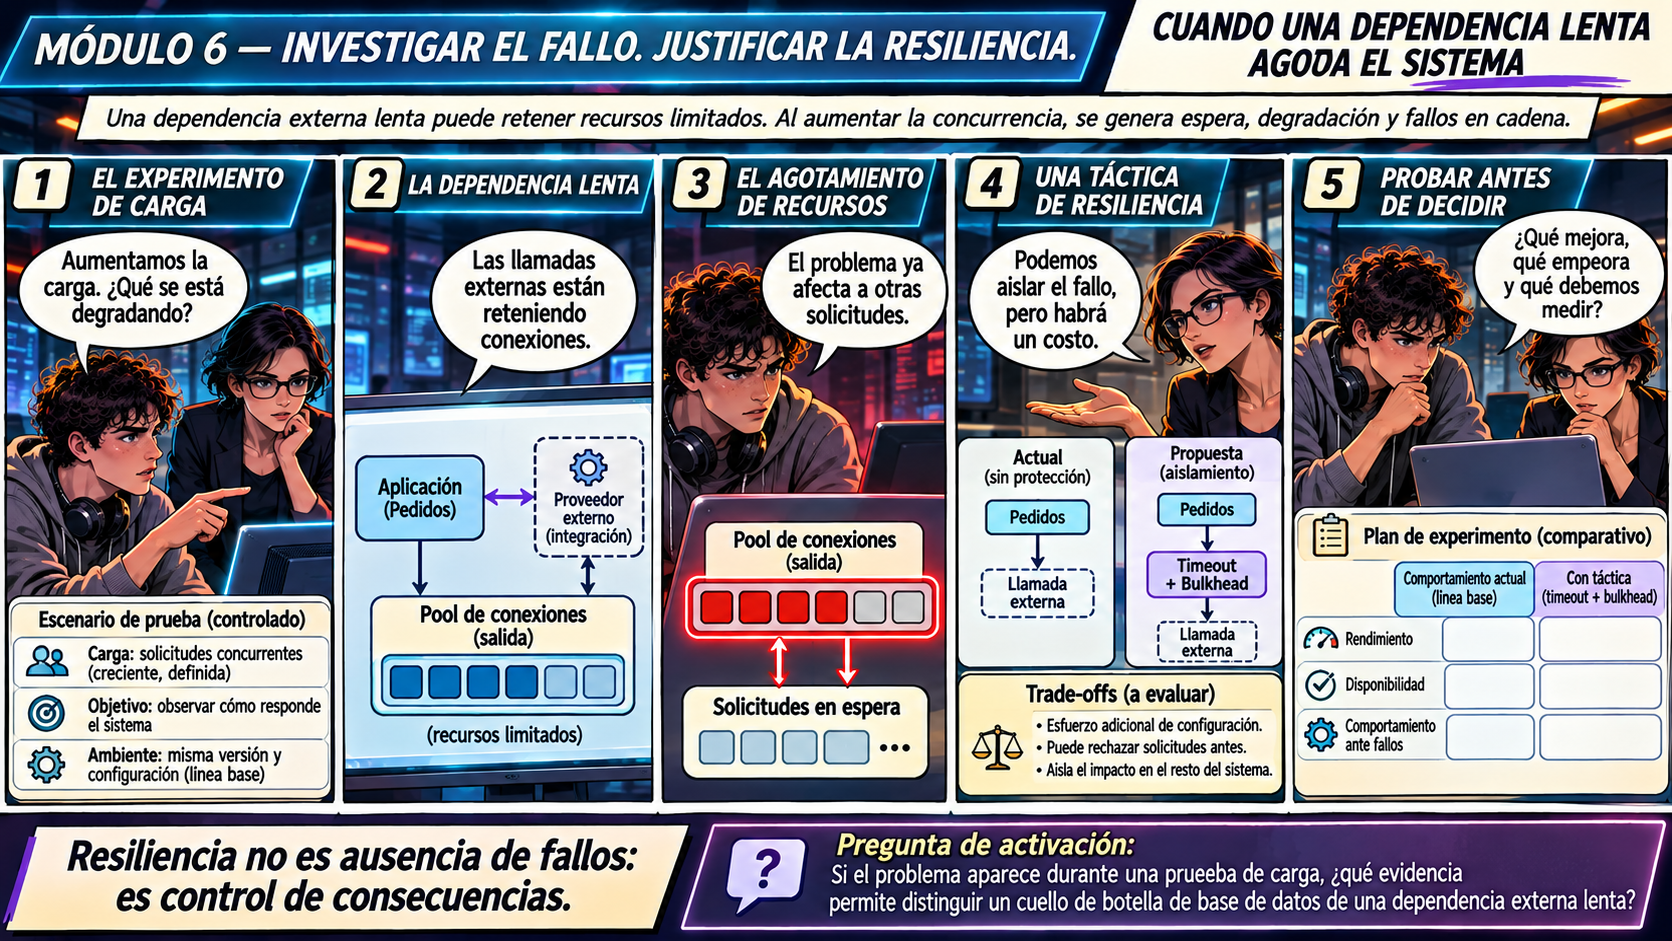 MÓDULO 6 — INVESTIGAR EL FALLO. JUSTIFICAR LA RESILIENCIA.
CUANDO UNA DEPENDENCIA LENTA
AGODA EL SISTEMA
Una dependencia externa lenta puede retener recursos limitados. Al aumentar la concurrencia, se genera espera, degradación y fallos en cadena.
1
EL EXPERIMENTO
DE CARGA
Aumentamos la
carga. ¿Qué se está
degradando?
Escenario de prueba (controlado)
Carga: solicitudes concurrentes
(creciente, definida)
Objetivo: observar cómo responde
el sistema
Ambiente: misma versión y
configuración (linea base)
2
LA DEPENDENCIA LENTA
Las llamadas
externas están
reteniendo
conexiones.
Aplicación
(Pedidos)
Proveedor
externo
(integración)
Pool de conexiones
(salida)
(recursos limitados)
3
EL AGOTAMIENTO
DE RECURSOS
El problema ya
afecta a otras
solicitudes.
Pool de conexiones
(salida)
Solicitudes en espera
...
4
UNA TÁCTICA
DE RESILIENCIA
Podemos
aislar el fallo,
pero habrá
un costo.
Actual
(sin protección)
Pedidos
Llamada
externa
Propuesta
(aislamiento)
Pedidos
Timeout
+ Bulkhead
Llamada
externa
Trade-offs (a evaluar)
• Esfuerzo adicional de configuración.
• Puede rechazar solicitudes antes.
• Aisla el impacto en el resto del sistema.
5
PROBAR ANTES
DE DECIDIR
¿Qué mejora,
qué empeora
y qué debemos
medir?
Plan de experimento (comparativo)
Comportamiento actual
(linea base)
Con táctica
(timeout + bulkhead)
Rendimiento
Disponibilidad
Comportamiento
ante fallos
Resiliencia no es ausencia de fallos:
es control de consecuencias.
?
Pregunta de activación:
Si el problema aparece durante una prueeba de carga, ¿qué evidencia
permite distinguir un cuello de botella de base de datos de una dependencia externa lenta?